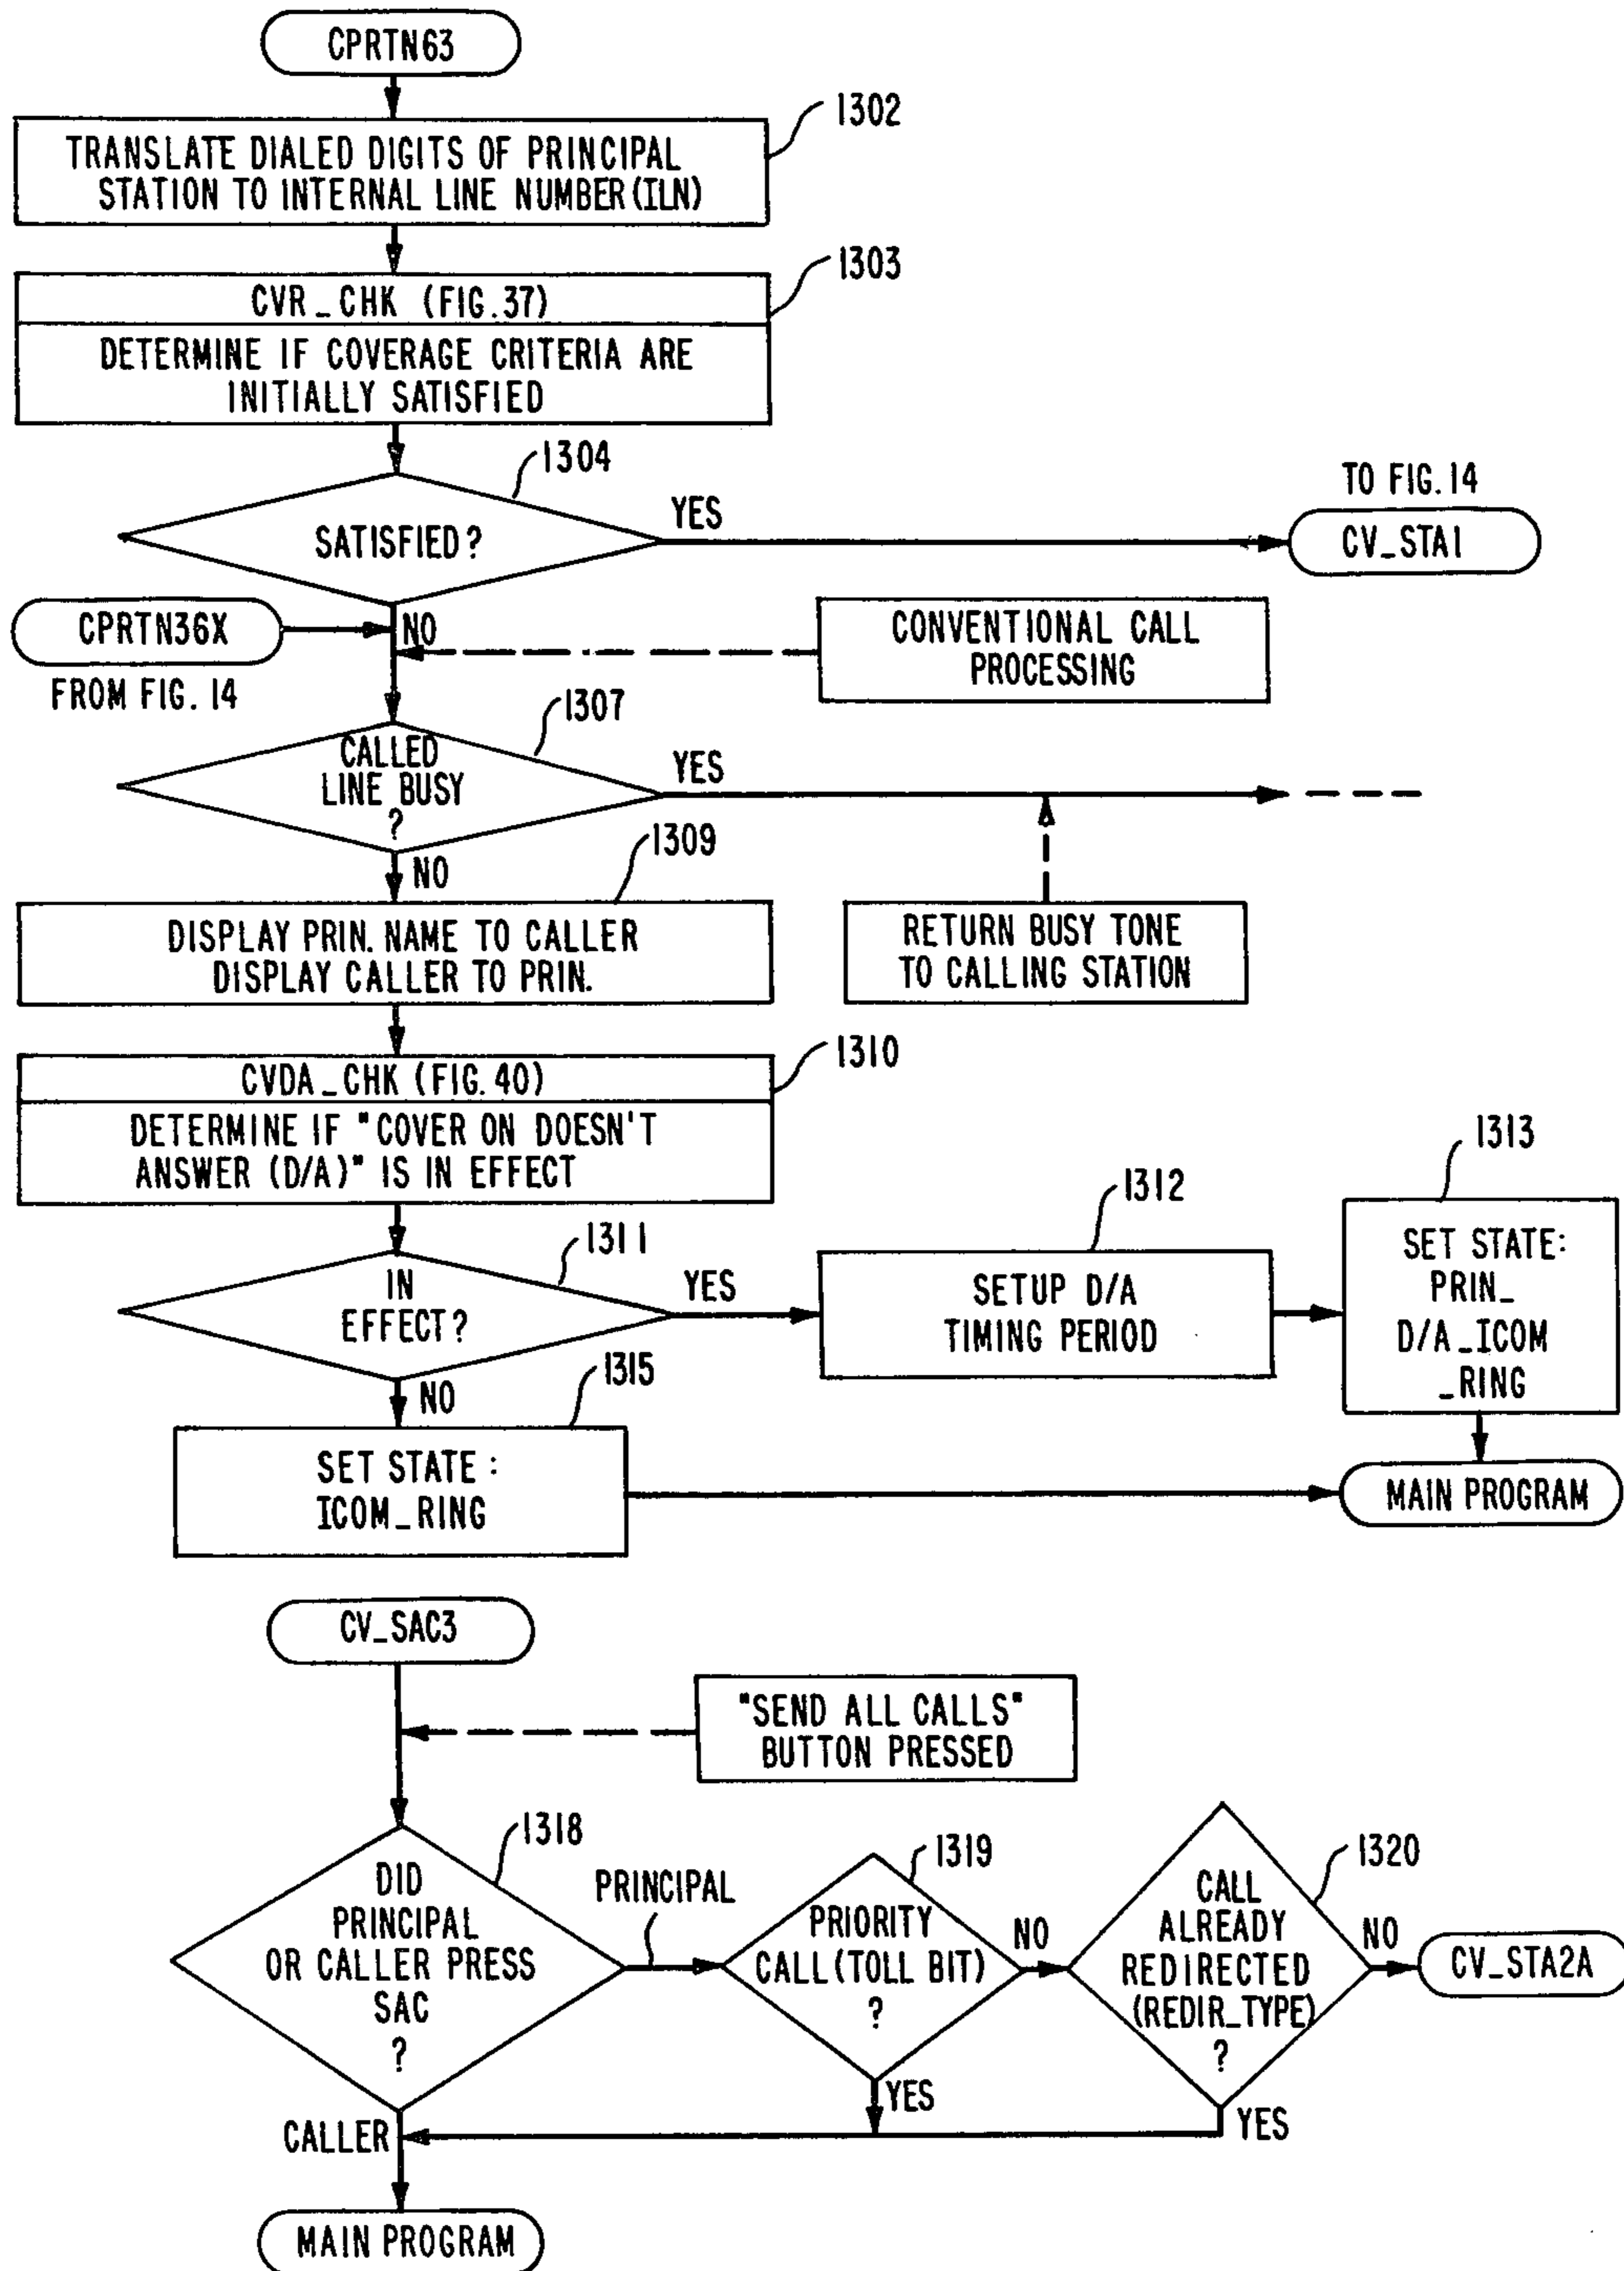 CPRTN63
1302
TRANSLATE DIALED DIGITS OF PRINCIPAL
STATION TO INTERNAL LINE NUMBER (ILN)
1303
CVR_CHK (FIG.37)
DETERMINE IF COVERAGE CRITERIA ARE
INITIALLY SATISFIED
1304
SATISFIED?
YES
TO FIG.14
CV_STA1
CPRTN36X
FROM FIG. 14
NO
CONVENTIONAL CALL
PROCESSING
1307
CALLED
LINE BUSY
?
YES
NO
1309
DISPLAY PRIN. NAME TO CALLER
DISPLAY CALLER TO PRIN.
RETURN BUSY TONE
TO CALLING STATION
1310
CVDA_CHK (FIG. 40)
DETERMINE IF "COVER ON DOESN'T
ANSWER (D/A)" IS IN EFFECT
1311
IN
EFFECT?
YES
1312
SETUP D/A
TIMING PERIOD
1313
SET STATE:
PRIN_
D/A_ICOM
_RING
NO
1315
SET STATE:
ICOM_RING
MAIN PROGRAM
CV_SAC3
"SEND ALL CALLS"
BUTTON PRESSED
1318
DID
PRINCIPAL
OR CALLER PRESS
SAC
?
PRINCIPAL
1319
PRIORITY
CALL (TOLL BIT)
?
NO
1320
CALL
ALREADY
REDIRECTED
(REDIR_TYPE)
?
NO
CV_STA2A
YES
YES
CALLER
MAIN PROGRAM